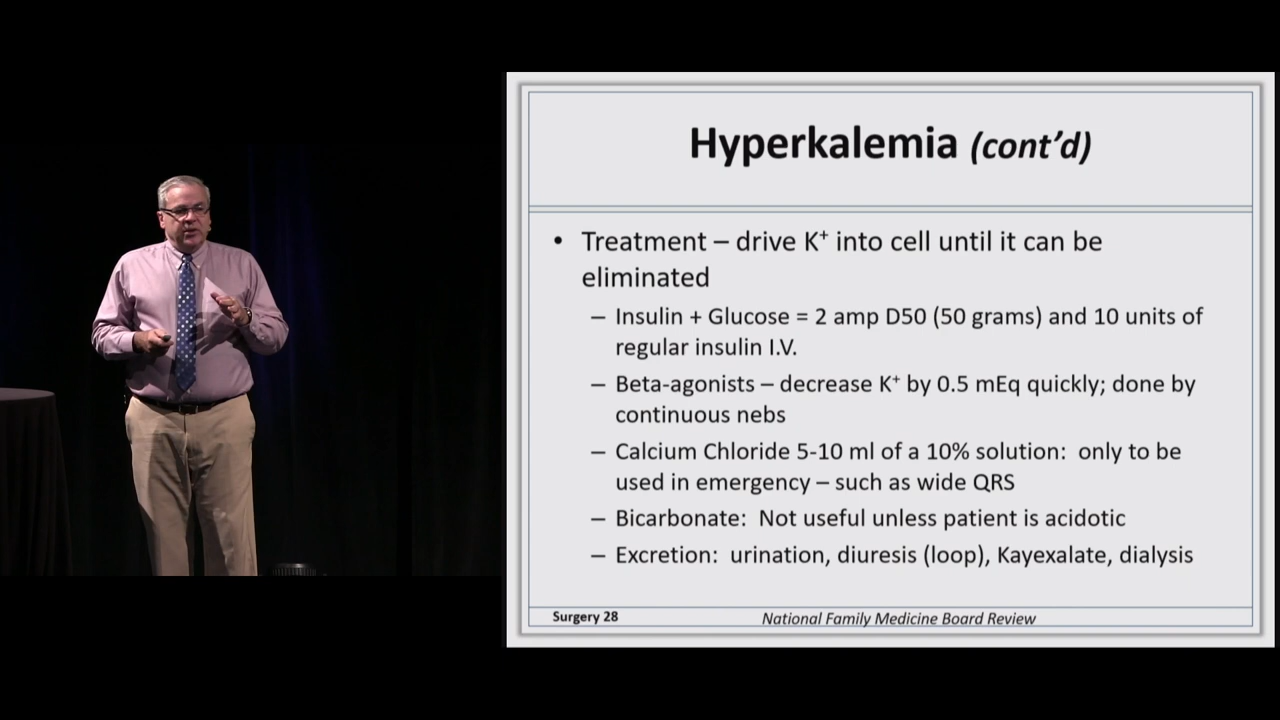 Hyperkalemia (cont’d)
• Treatment – drive K⁺ into cell until it can be
eliminated
– Insulin + Glucose = 2 amp D50 (50 grams) and 10 units of
regular insulin I.V.
– Beta-agonists – decrease K⁺ by 0.5 mEq quickly; done by
continuous nebs
– Calcium Chloride 5-10 ml of a 10% solution:  only to be
used in emergency – such as wide QRS
– Bicarbonate:  Not useful unless patient is acidotic
– Excretion:  urination, diuresis (loop), Kayexalate, dialysis
Surgery 28
National Family Medicine Board Review